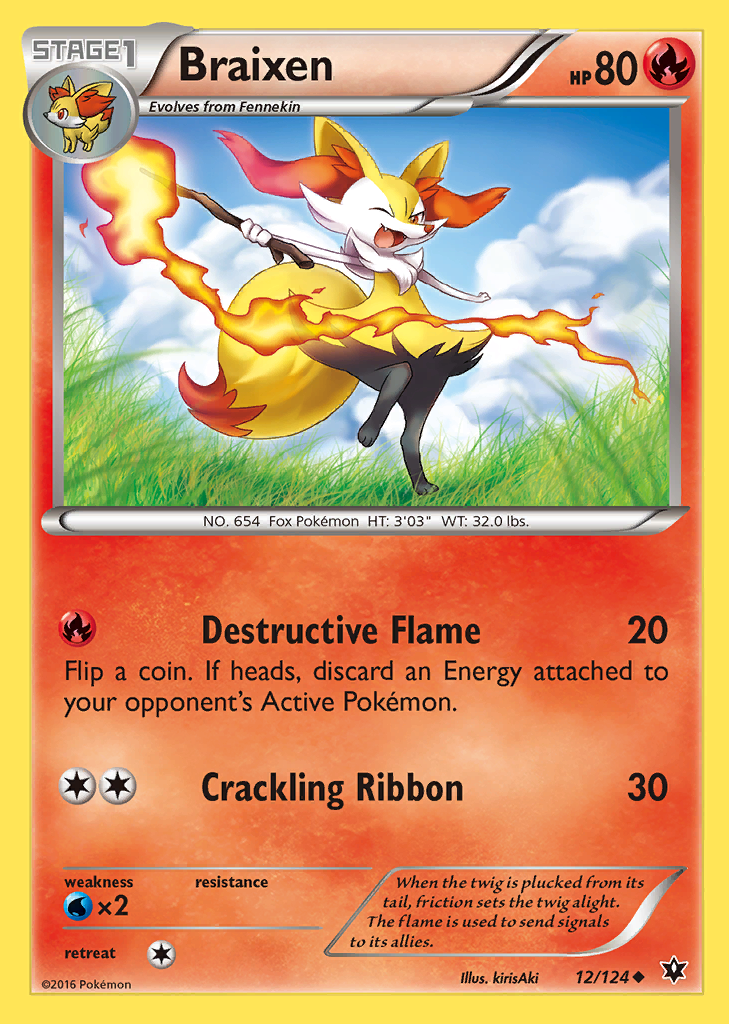 STAGE1
Braixen
HP 80
Evolves from Fennekin
NO. 654 Fox Pokémon HT: 3'03" WT: 32.0 lbs.
Destructive Flame 20
Flip a coin. If heads, discard an Energy attached to
your opponent's Active Pokémon.
Crackling Ribbon 30
weakness resistance
×2
retreat
When the twig is plucked from its
tail, friction sets the twig alight.
The flame is used to send signals
to its allies.
©2016 Pokémon
Illus. kirisAki 12/124